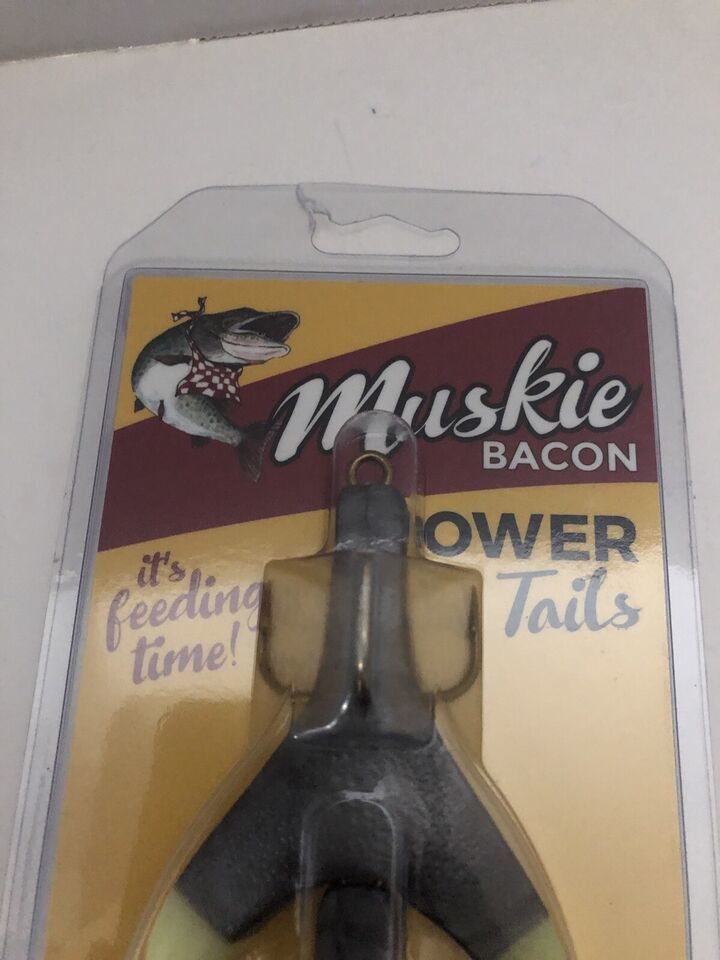 Muskie
BACON
OWER
Tails
it's
feeding
time!